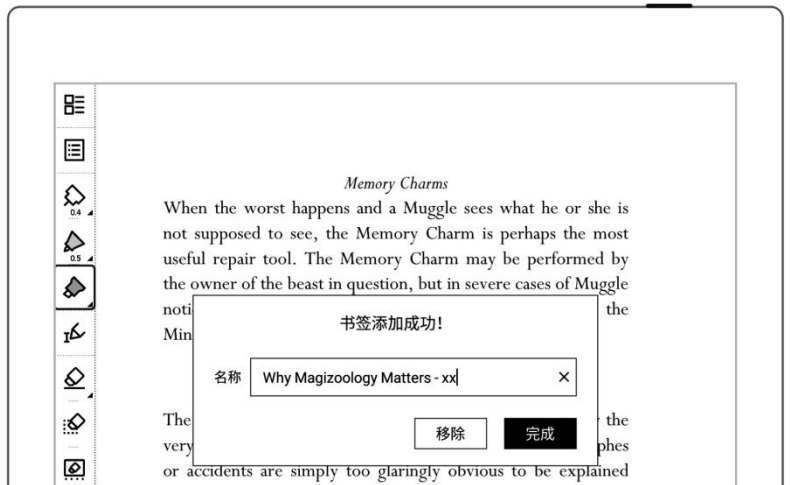 Memory Charms
When the worst happens and a Muggle sees what he or she is
not supposed to see, the Memory Charm is perhaps the most
useful repair tool. The Memory Charm may be performed by
the owner of the beast in question, but in severe cases of Muggle
the
书签添加成功!
名称 Why Magizoology Matters - xx
移除 完成
The the
very
or accidents are simply too glaringly obvious to be explained
0.4
0.5